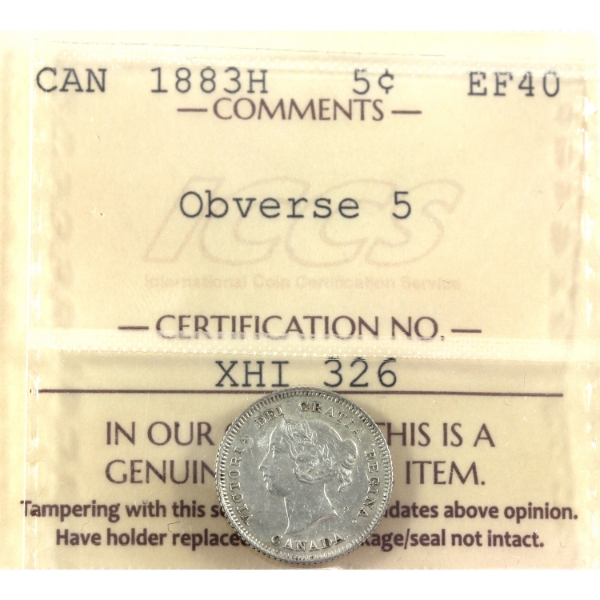 CAN 1883H 5¢ EF40
— COMMENTS —
Obverse 5
ICCS
International Coin Certification Service
— CERTIFICATION NO. —
XHI 326
IN OUR THIS IS A
GENUIN ITEM.
Tampering with this s dates above opinion.
Have holder replace kage/seal not intact.
VICTORIA DEI GRATIA REGINA.
CANADA